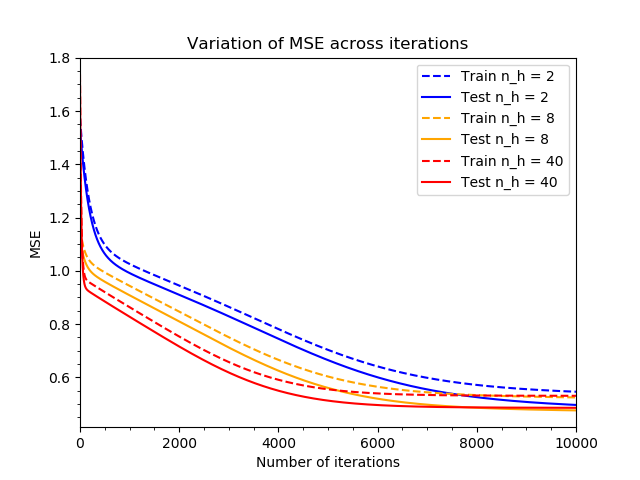 Variation of MSE across iterations
1.8
1.6
1.4
1.2
1.0
0.8
0.6
MSE
Train n_h = 2
Test n_h = 2
Train n_h = 8
Test n_h = 8
Train n_h = 40
Test n_h = 40
0 2000 4000 6000 8000 10000
Number of iterations